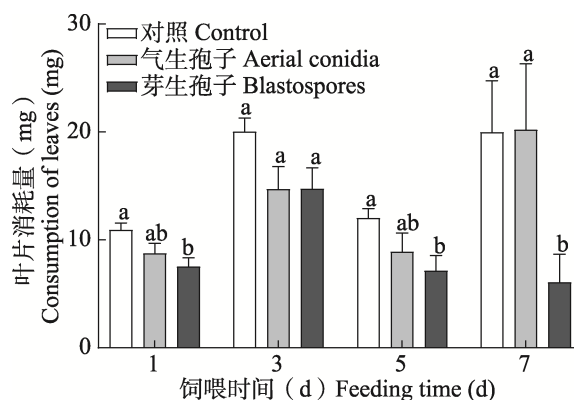 30
20
10
0
叶片消耗量（mg）
Consumption of leaves (mg)
对照 Control
气生孢子 Aerial conidia
芽生孢子 Blastospores
a
ab
b
a
a
a
a
ab
b
a
a
b
1
3
5
7
饲喂时间（d）Feeding time (d)